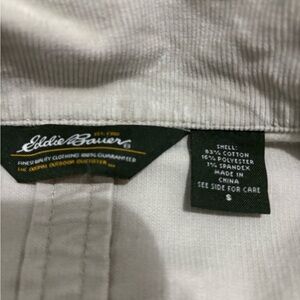 EST. 1920
Eddie Bauer
FINEST QUALITY CLOTHING 100% GUARANTEED
THE ORIGINAL OUTDOOR OUTFITTER
SHELL:
83% COTTON
16% POLYESTER
1% SPANDEX
MADE IN
CHINA
SEE SIDE FOR CARE
S